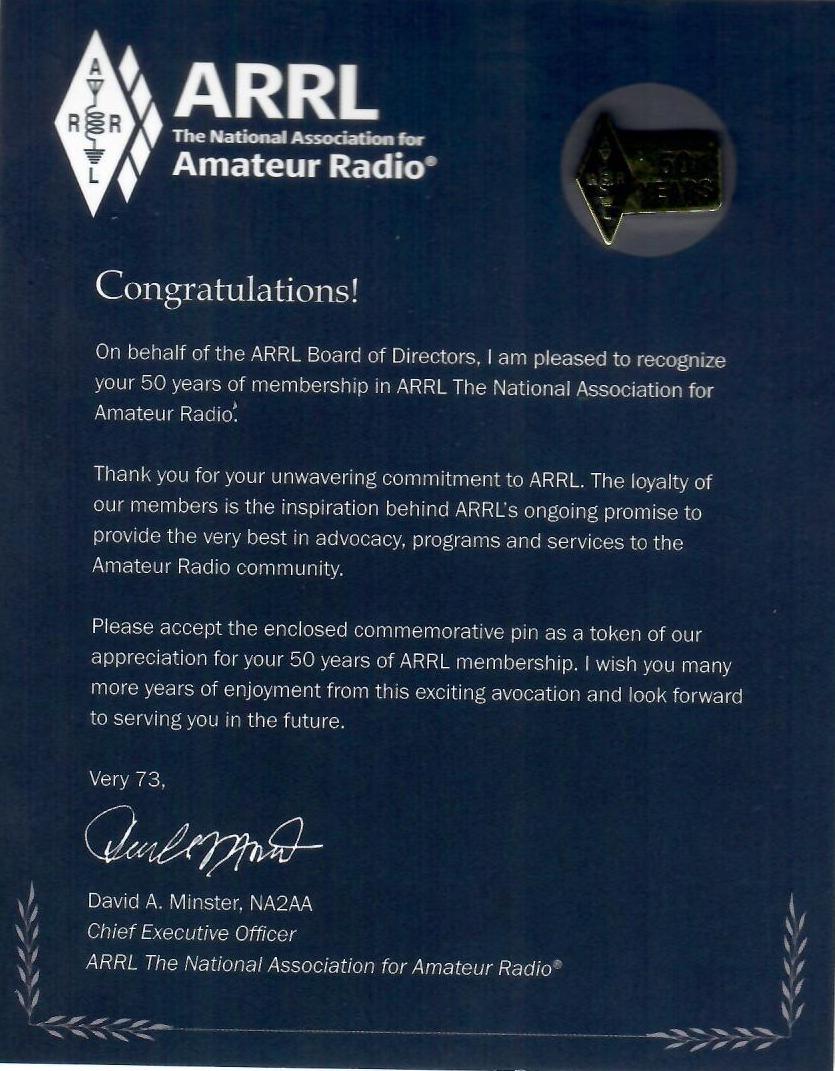 A
R R
L
ARRL
The National Association for
Amateur Radio®
50
YEARS
Congratulations!
On behalf of the ARRL Board of Directors, I am pleased to recognize
your 50 years of membership in ARRL The National Association for
Amateur Radio.
Thank you for your unwavering commitment to ARRL. The loyalty of
our members is the inspiration behind ARRL's ongoing promise to
provide the very best in advocacy, programs and services to the
Amateur Radio community.
Please accept the enclosed commemorative pin as a token of our
appreciation for your 50 years of ARRL membership. I wish you many
more years of enjoyment from this exciting avocation and look forward
to serving you in the future.
Very 73,
David A. Minster, NA2AA
Chief Executive Officer
ARRL The National Association for Amateur Radio®